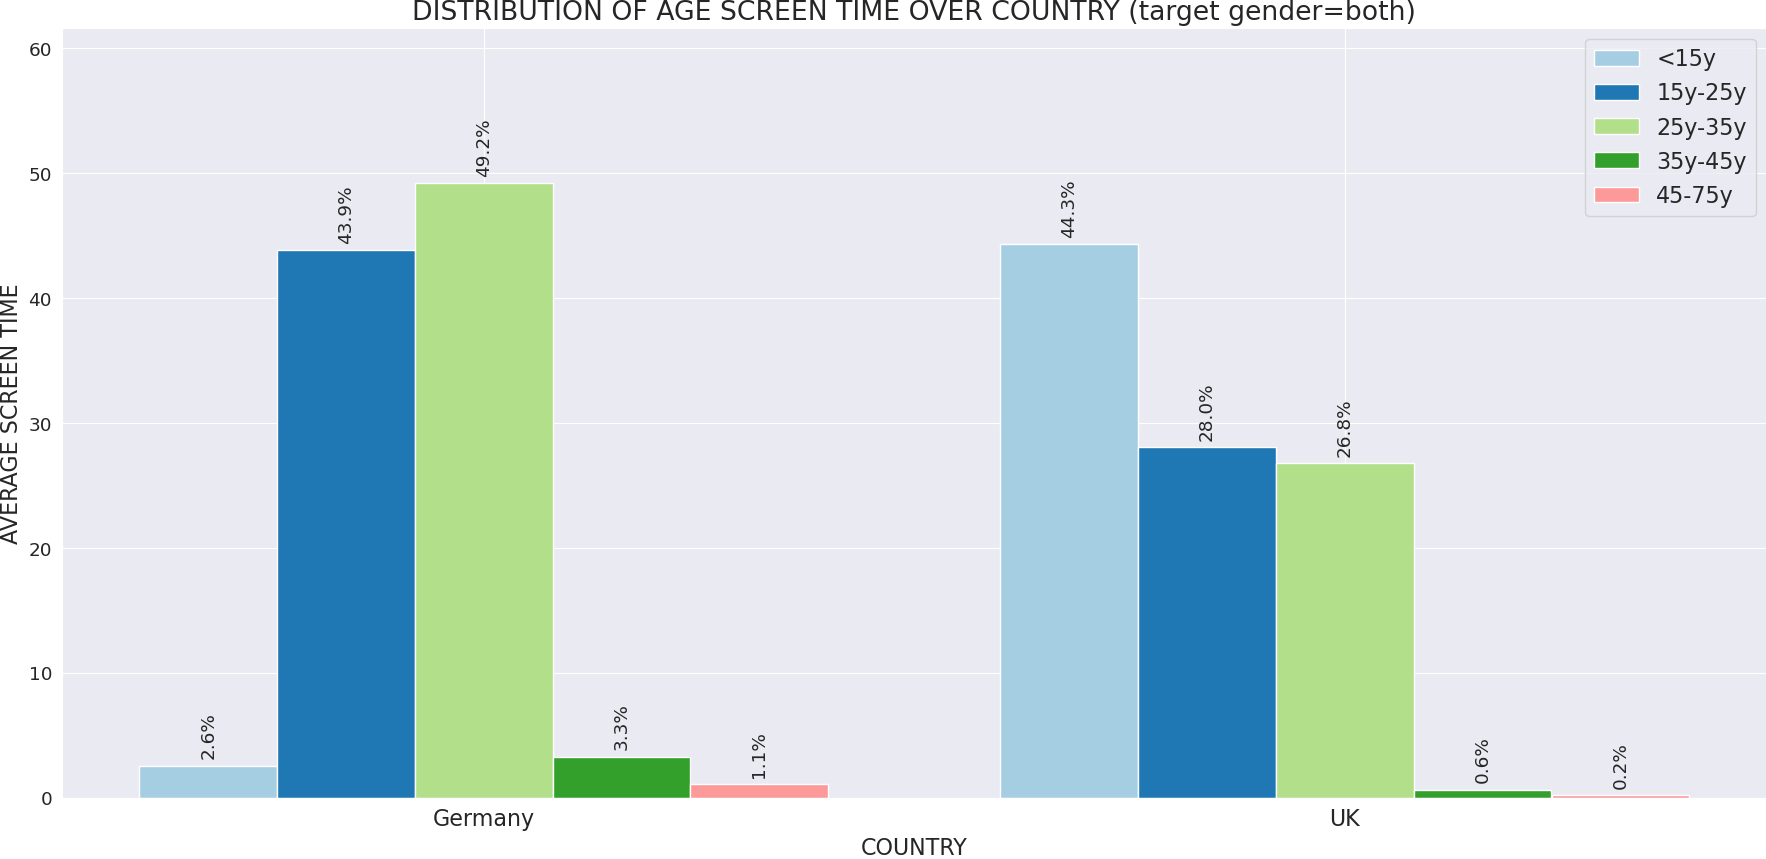 DISTRIBUTION OF AGE SCREEN TIME OVER COUNTRY (target gender=both)
<15y
15y-25y
25y-35y
35y-45y
45-75y
AVERAGE SCREEN TIME
60
50
40
30
20
10
0
2.6%
43.9%
49.2%
3.3%
1.1%
44.3%
28.0%
26.8%
0.6%
0.2%
Germany
UK
COUNTRY